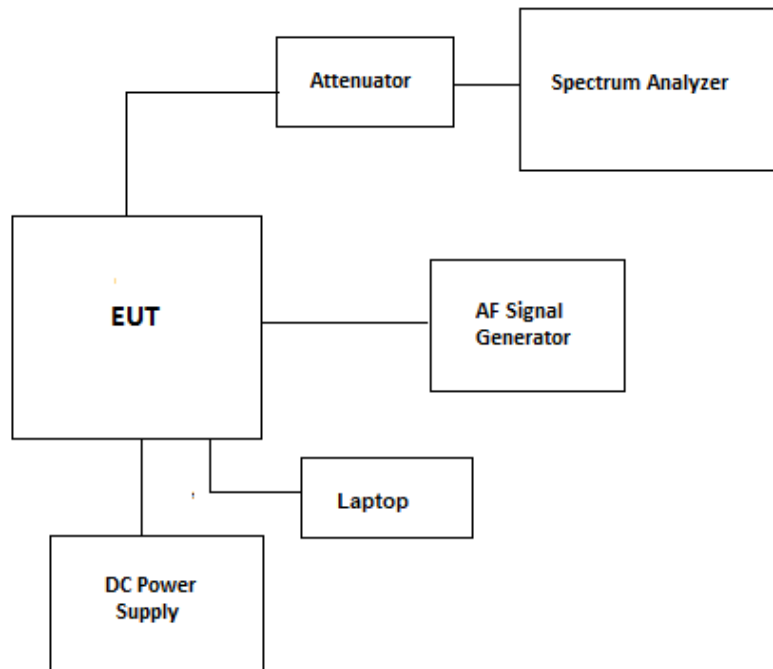 Attenuator
Spectrum Analyzer
EUT
AF Signal
Generator
Laptop
DC Power
Supply